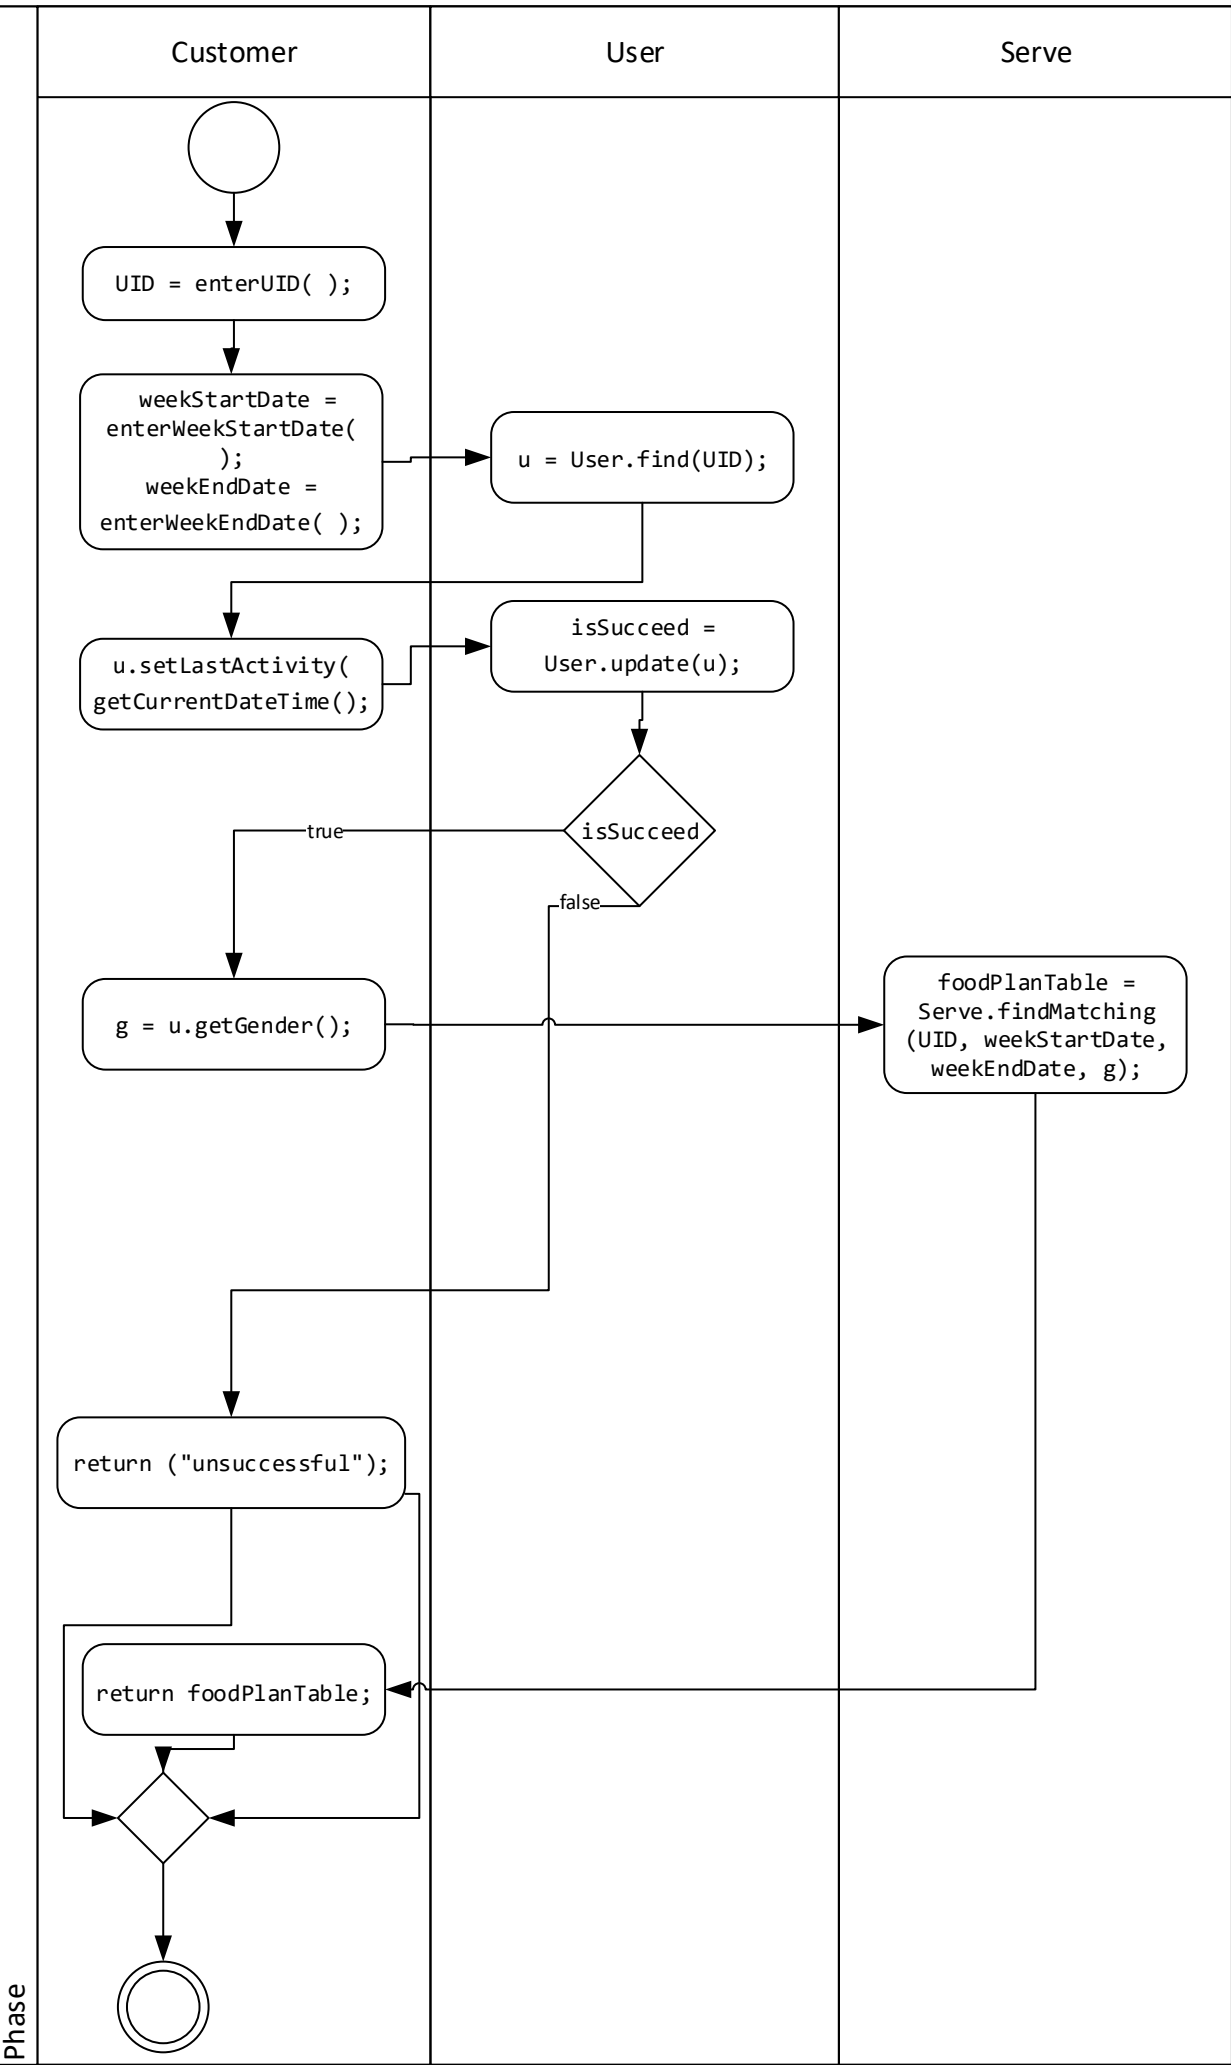 Customer
User
Serve
UID = enterUID( );
weekStartDate =
enterWeekStartDate(
);
weekEndDate =
enterWeekEndDate( );
u = User.find(UID);
u.setLastActivity(
getCurrentDateTime();
isSucceed =
User.update(u);
isSucceed
true
false
g = u.getGender();
foodPlanTable =
Serve.findMatching
(UID, weekStartDate,
weekEndDate, g);
return ("unsuccessful");
return foodPlanTable;
Phase